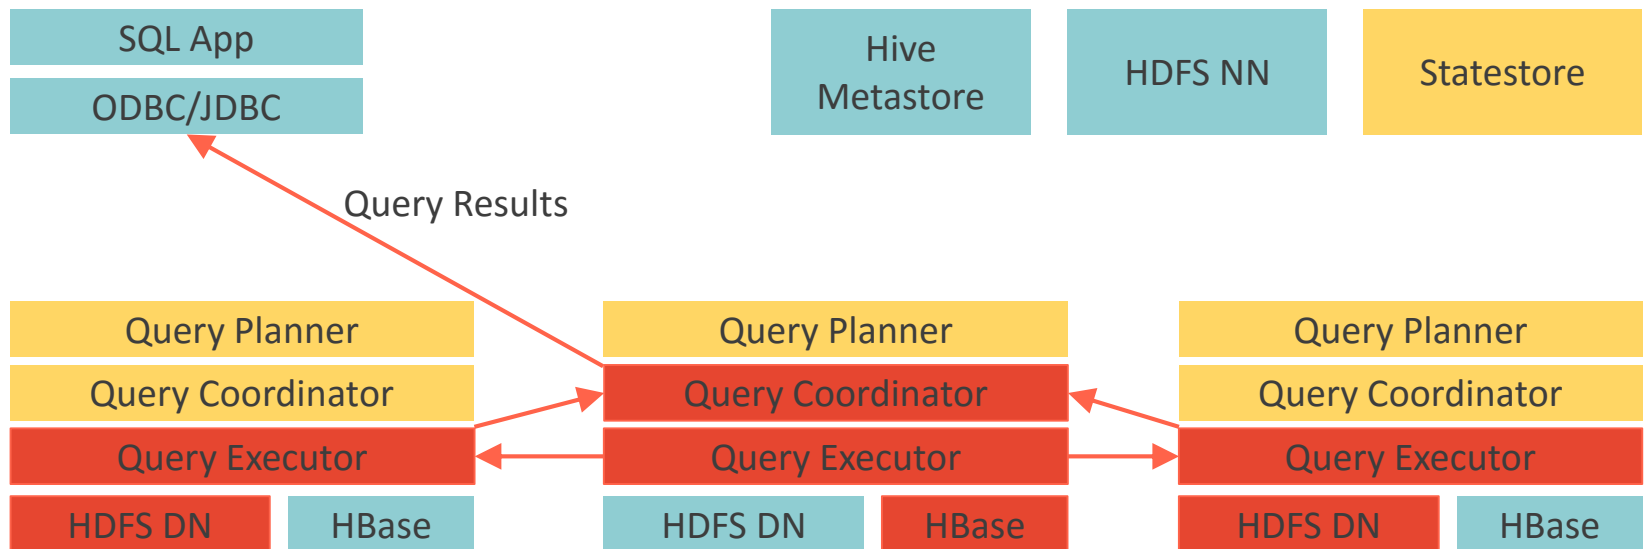 SQL App
ODBC/JDBC
Hive
Metastore
HDFS NN
Statestore
Query Results
Query Planner
Query Planner
Query Planner
Query Coordinator
Query Coordinator
Query Coordinator
Query Executor
Query Executor
Query Executor
HDFS DN
HBase
HDFS DN
HBase
HDFS DN
HBase